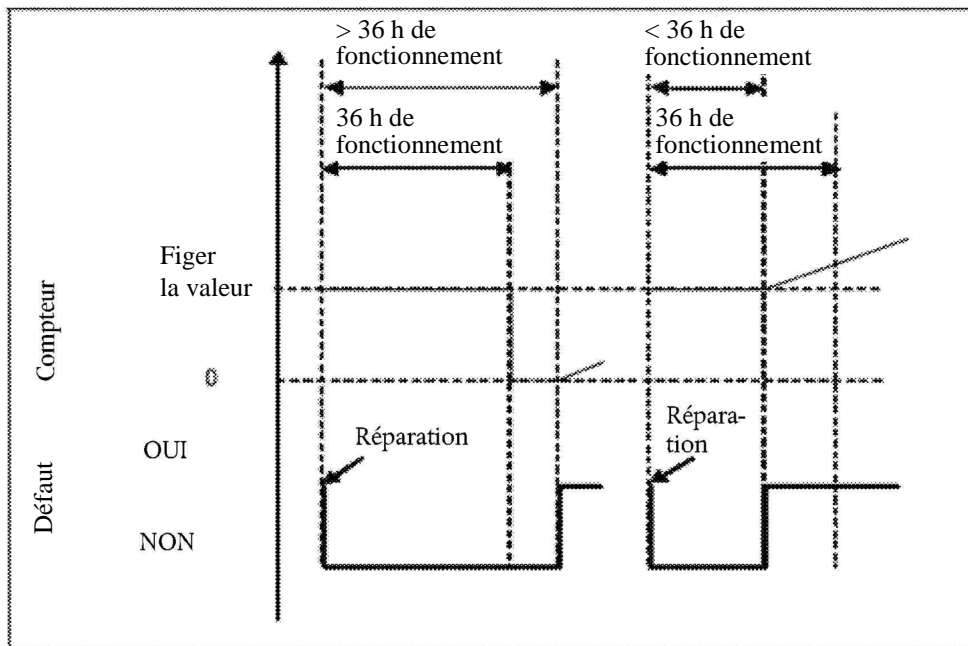 > 36 h de
fonctionnement
< 36 h de
fonctionnement
36 h de
fonctionnement
36 h de
fonctionnement
Figer
la valeur
Compteur
0
OUI
Réparation
Répara-
tion
Défaut
NON